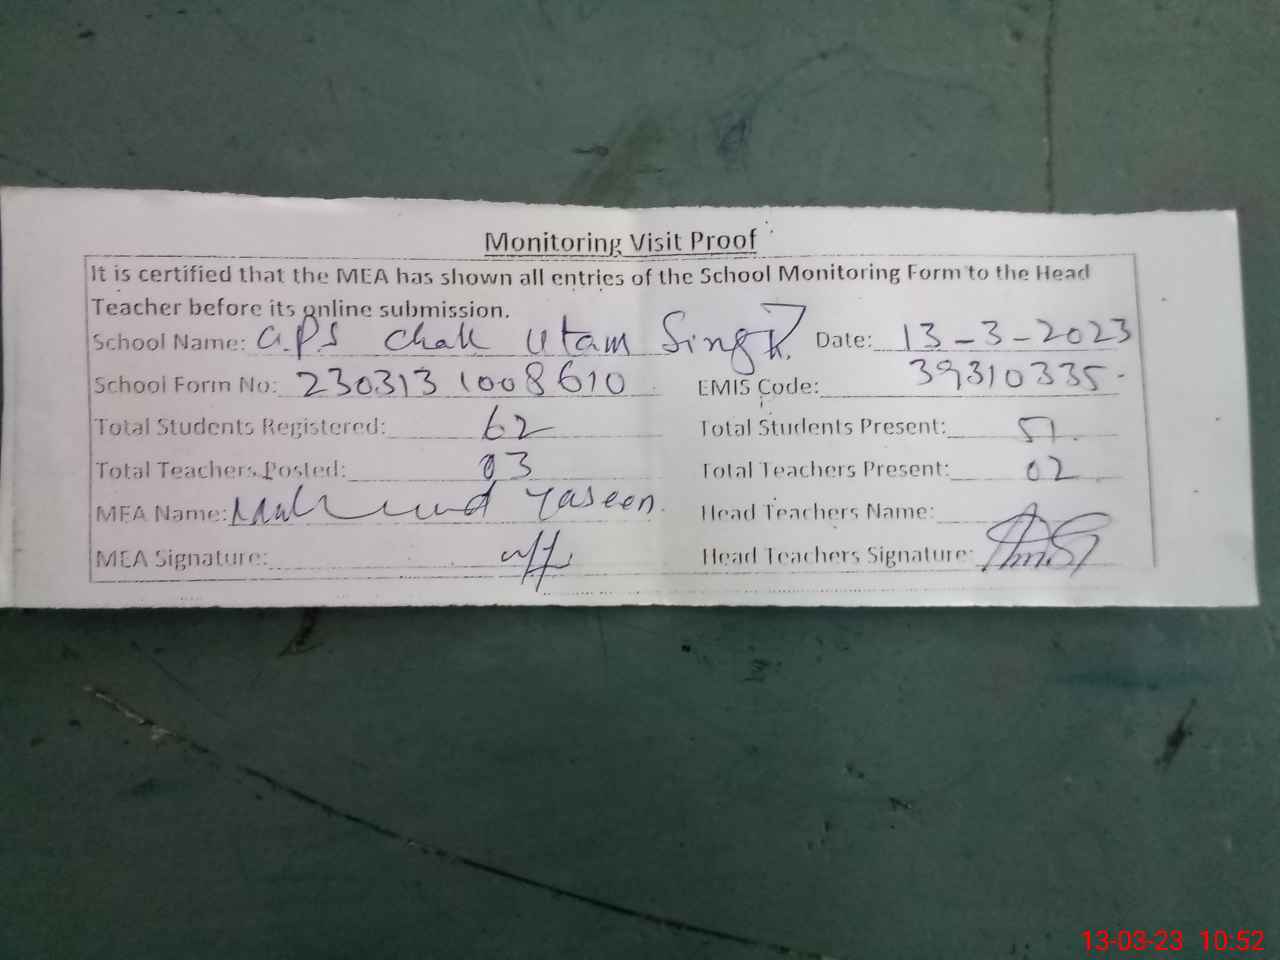 Monitoring Visit Proof
It is certified that the MEA has shown all entries of the School Monitoring Form to the Head
Teacher before its online submission.
School Name: G.P.S Chak Utam Singh. Date: 13-3-2023
School Form No: 2303131008610 EMIS Code: 39310335.
Total Students Registered: 62 Total Students Present: 51.
Total Teachers Posted: 03 Total Teachers Present: 02
MEA Name: Mahmud Yaseen. Head Teachers Name:
MEA Signature: Head Teachers Signature:
13-03-23 10:52